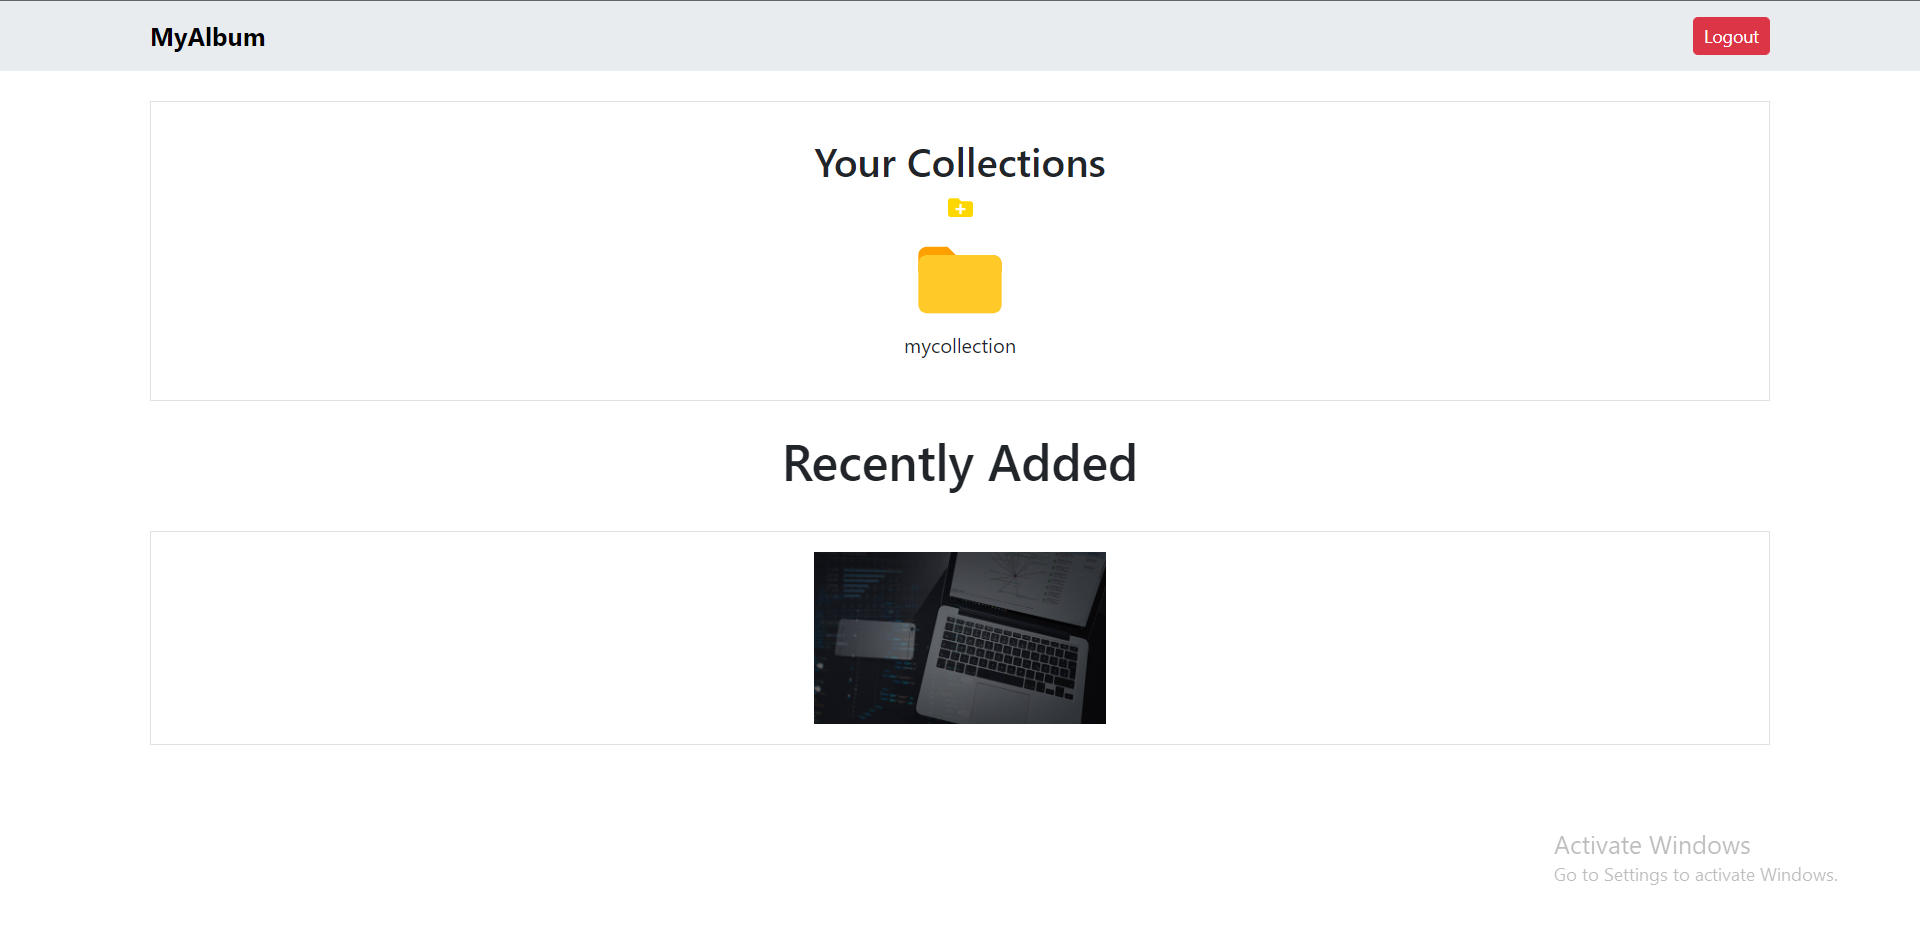 MyAlbum
Logout
Your Collections
mycollection
Recently Added
Activate Windows
Go to Settings to activate Windows.